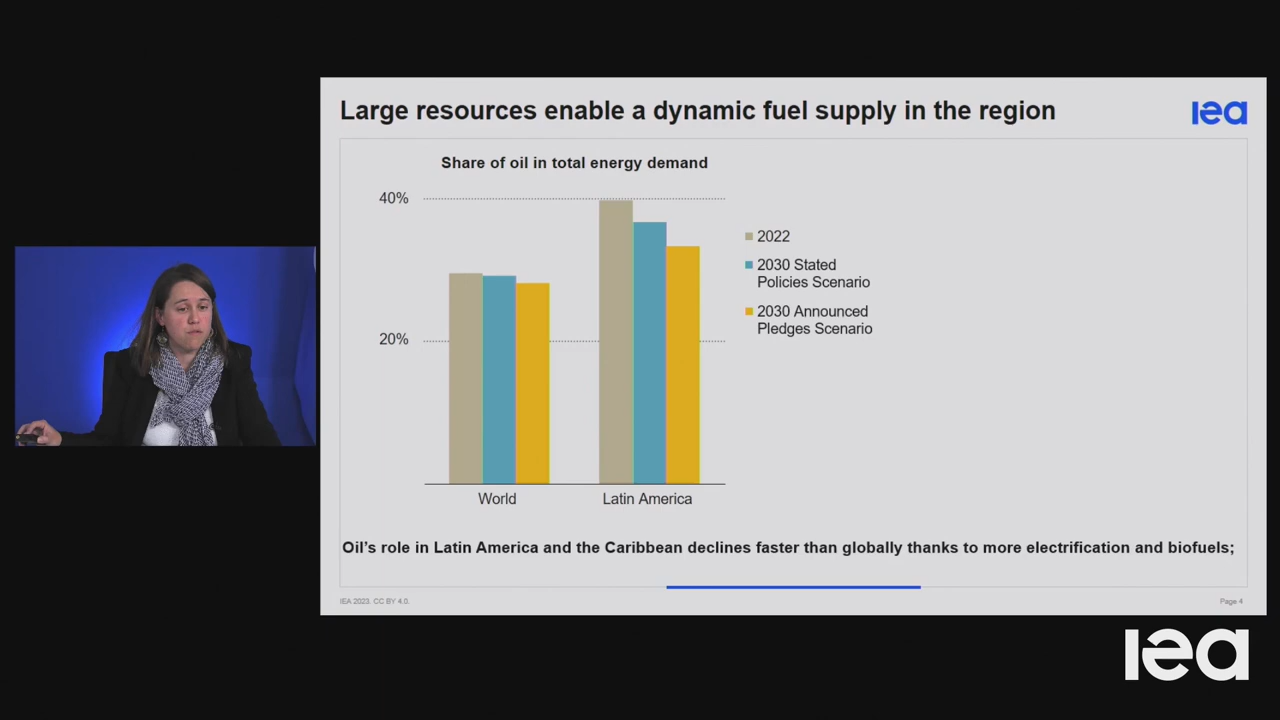 Large resources enable a dynamic fuel supply in the region
iea
Share of oil in total energy demand
40%
20%
2022
2030 Stated
Policies Scenario
2030 Announced
Pledges Scenario
World
Latin America
Oil's role in Latin America and the Caribbean declines faster than globally thanks to more electrification and biofuels;
IEA 2023. CC BY 4.0.
Page 4
iea